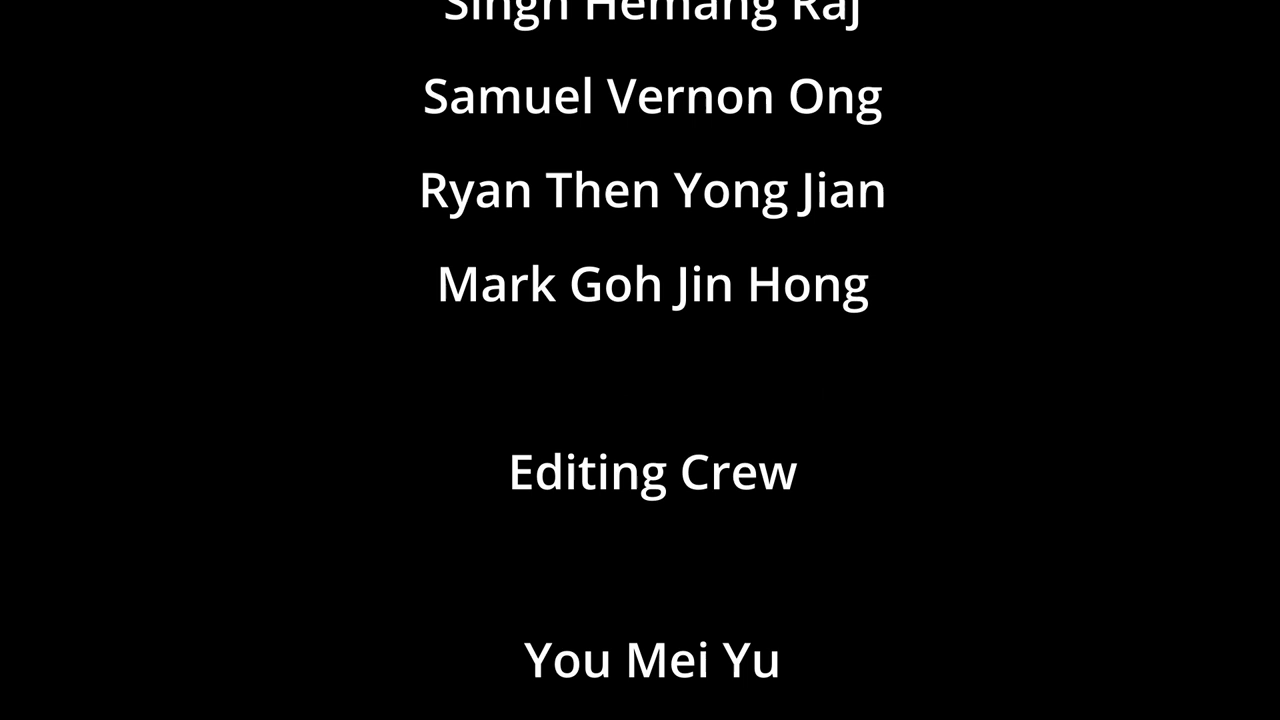 Singh Hemang Raj
Samuel Vernon Ong
Ryan Then Yong Jian
Mark Goh Jin Hong
Editing Crew
You Mei Yu